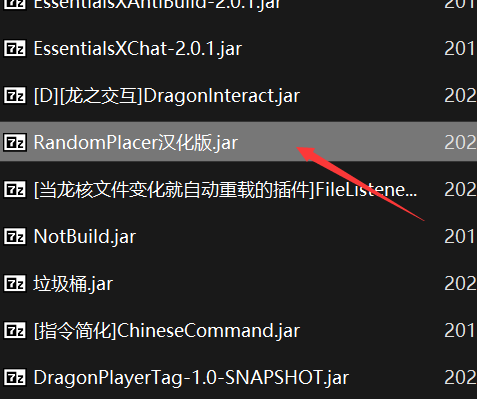 EssentialsXAntiBuild-2.0.1.jar 201
EssentialsXChat-2.0.1.jar 201
[D][龙之交互]DragonInteract.jar 202
RandomPlacer汉化版.jar 202
[当龙核文件变化就自动重载的插件]FileListene... 202
NotBuild.jar 201
垃圾桶.jar 202
[指令简化]ChineseCommand.jar 201
DragonPlayerTag-1.0-SNAPSHOT.jar 202